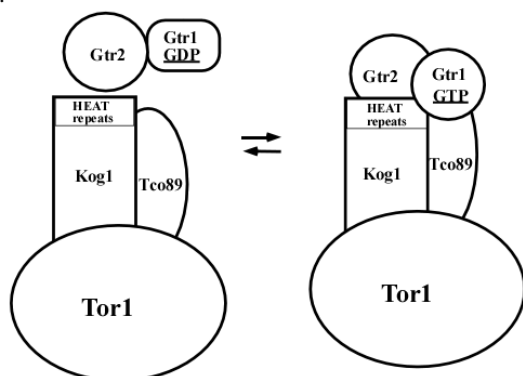 Gtr2
Gtr1
GDP
HEAT
repeats
Kog1
Tco89
Tor1
Gtr2
Gtr1
GTP
HEAT
repeats
Kog1
Tco89
Tor1